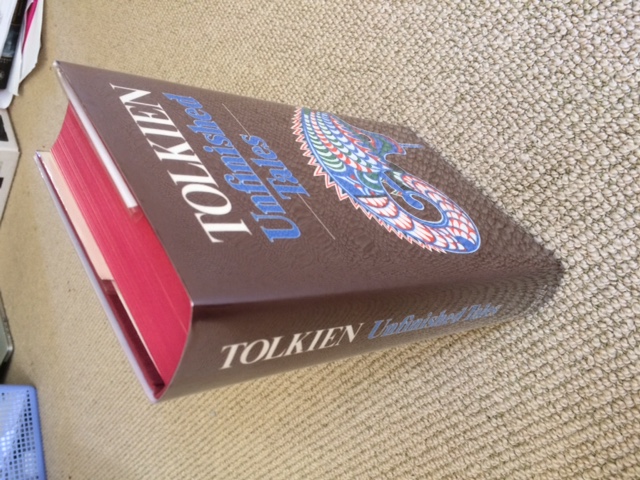 TOLKIEN
Unfinished
Tales
TOLKIEN Unfinished Tales